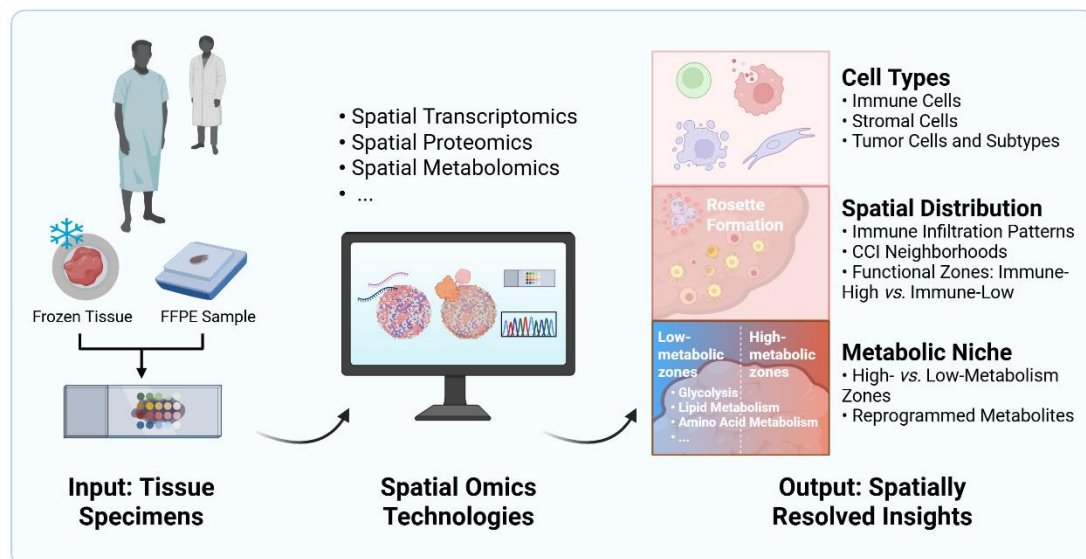 Frozen Tissue
FFPE Sample
Input: Tissue
Specimens
• Spatial Transcriptomics
• Spatial Proteomics
• Spatial Metabolomics
• ...
Spatial Omics
Technologies
Rosette
Formation
Low-
metabolic
zones
High-
metabolic
zones
• Glycolysis
• Lipid Metabolism
• Amino Acid Metabolism
• ...
Cell Types
• Immune Cells
• Stromal Cells
• Tumor Cells and Subtypes
Spatial Distribution
• Immune Infiltration Patterns
• CCI Neighborhoods
• Functional Zones: Immune-
High vs. Immune-Low
Metabolic Niche
• High- vs. Low-Metabolism
Zones
• Reprogrammed Metabolites
Output: Spatially
Resolved Insights